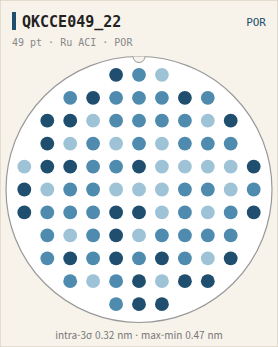 QKCCE049_22 POR
49 pt · Ru ACI · POR
intra-3σ 0.32 nm · max-min 0.47 nm